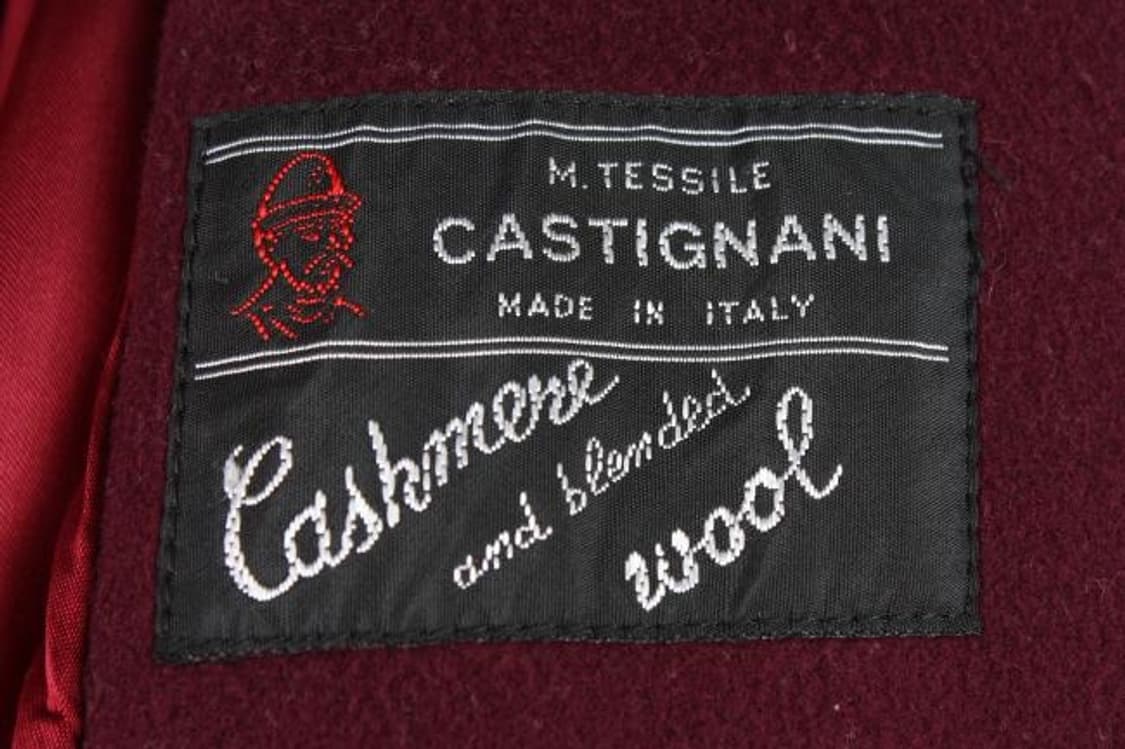 M. TESSILE
CASTIGNANI
MADE IN ITALY
Cashmere
and blended
wool